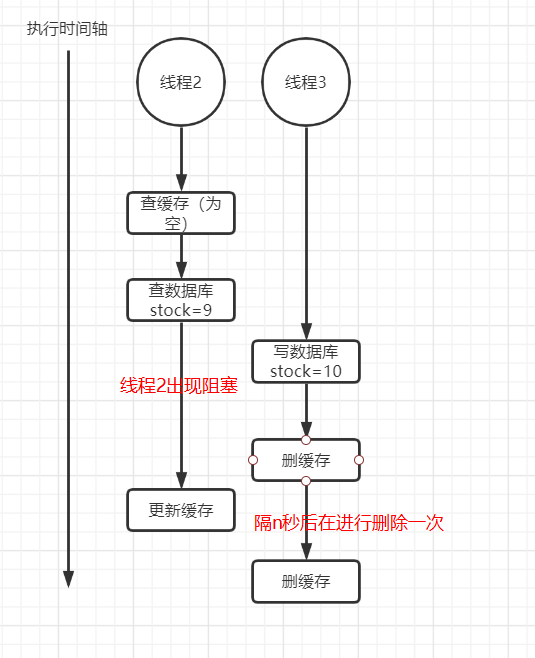 执行时间轴
线程2
线程3
查缓存（为
空）
查数据库
stock=9
写数据库
stock=10
线程2出现阻塞
删缓存
更新缓存
隔n秒后在进行删除一次
删缓存